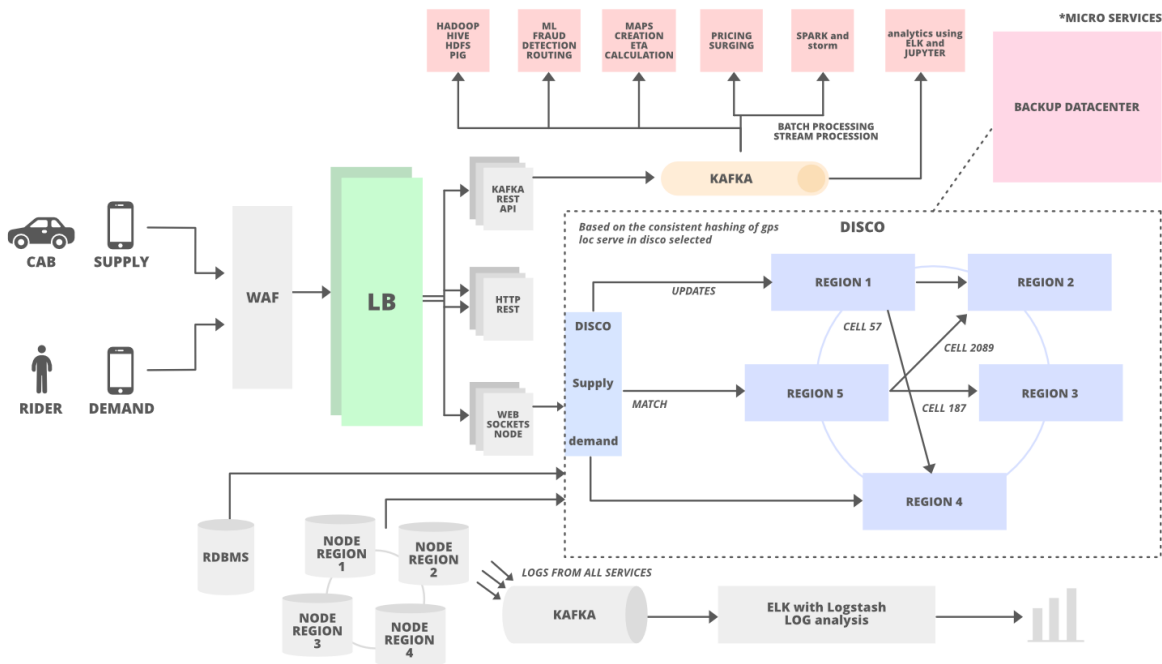 *MICRO SERVICES
HADOOP
HIVE
HDFS
PIG
ML
FRAUD
DETECTION
ROUTING
MAPS
CREATION
ETA
CALCULATION
PRICING
SURGING
SPARK and
storm
analytics using
ELK and
JUPYTER
BACKUP DATACENTER
BATCH PROCESSING
STREAM PROCESSION
KAFKA
REST
API
KAFKA
CAB
SUPPLY
RIDER
DEMAND
WAF
LB
HTTP
REST
WEB
SOCKETS
NODE
Based on the consistent hashing of gps
loc serve in disco selected
DISCO
UPDATES
REGION 1
REGION 2
DISCO
CELL 57
CELL 2089
Supply
MATCH
REGION 5
REGION 3
CELL 187
demand
REGION 4
RDBMS
NODE
REGION
1
NODE
REGION
2
NODE
REGION
3
NODE
REGION
4
LOGS FROM ALL SERVICES
KAFKA
ELK with Logstash
LOG analysis